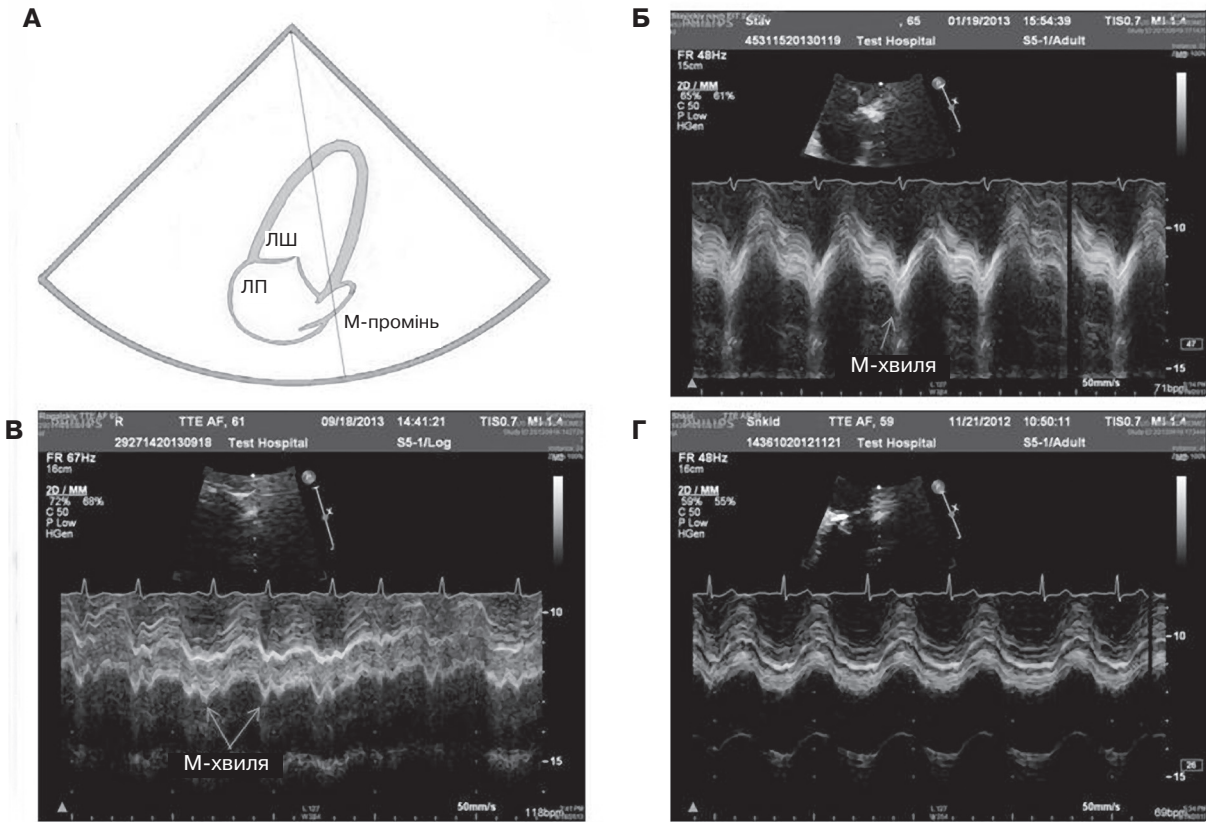 А
ЛШ
ЛП
М-промінь
Б
Stav , 65 01/19/2013 15:54:39 TIS0.7 MI 1.4
45311520130119 Test Hospital S5-1/Adult
FR 48Hz
15cm
2D / MM
65% 61%
C 50
P Low
HGen
10
47
15
М-хвиля
50mm/s
71bpm
В
R TTE AF, 61 09/18/2013 14:41:21 TIS0.7 MI 1.4
29271420130918 Test Hospital S5-1/Log
FR 67Hz
16cm
2D / MM
72% 68%
C 50
P Low
HGen
10
15
М-хвиля
50mm/s
118bpm
Г
Shkld TTE AF, 59 11/21/2012 10:50:11 TIS0.7 MI 1.4
14361020121121 Test Hospital S5-1/Adult
FR 48Hz
16cm
2D / MM
59% 55%
C 50
P Low
HGen
10
26
15
50mm/s
69bpm